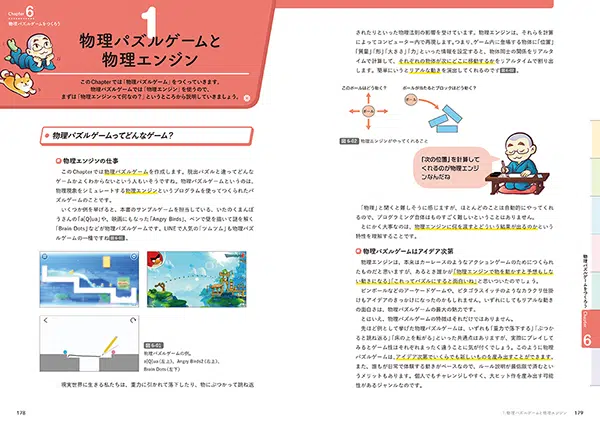 Chapter 6
物理パズルゲームをつくろう
1
物理パズルゲームと
物理エンジン
このChapterでは「物理パズルゲーム」をつくっていきます。
物理パズルゲームでは「物理エンジン」を使うので、
まずは「物理エンジンって何なの？」というところから説明していきましょう。
物理パズルゲームってどんなゲーム？
物理エンジンの仕事
このChapterでは物理パズルゲームを作成します。脱出パズルと違ってどんな
ゲームかよくわからないという人もいそうですね。物理パズルゲームというのは、
物理現象をシミュレートする物理エンジンというプログラムを使ってつくられたパ
ズルゲームのことです。
いくつか例を挙げると、本書のサンプルゲームを担当している、いたのくまんぼ
うさんの「a[Q]ua」や、映画にもなった「Angry Birds」、ペンで壁を描いて謎を解く
「Brain Dots」などが物理パズルゲームです。LINEで人気の「ツムツム」も物理パズ
ルゲームの一種ですね図6-01。
図6-01
物理パズルゲームの例。
a[Q]ua（左上）、Angry Birds2（右上）、
Brain Dots（左下）
現実世界に生きる私たちは、重力に引かれて落下したり、物にぶつかって跳ね返
178
されたりといった物理法則の影響を受けています。物理エンジンは、それらを計算
によってコンピューター内で再現します。つまり、ゲーム内に登場する物体に「位置」
「質量」「形」「大きさ」「力」といった情報を設定すると、物体同士の関係をリアルタ
イムで計算して、それぞれの物体が次にどこに移動するかをリアルタイムで割り出
します。簡単にいうとリアルな動きを演出してくれるものです図6-02。
このボールはどう動く？
ボールが当たるとブロックはどう動く？
ボール
ボール
図6-02 物理エンジンがやってくれること
「次の位置」を計算して
くれるのが物理エンジ
ンなんだね
「物理」と聞くと難しそうに感じますが、ほとんどのことは自動的にやってくれ
るので、プログラミング自体はものすごく難しいということはありません。
とにかく大事なのは、物理エンジンに何を渡すとどういう結果が出るのかという
特性を理解することです。
物理パズルゲームはアイデア次第
物理エンジンは、本来はカーレースのようなアクションゲームのためにつくられ
たものだと思いますが、あるとき誰かが「物理エンジンで物を動かすと予想もしな
い動きになる」「これってパズルにすると面白いね」と思いついたのでしょう。
ピンボールなどのアーケードゲームや、ピタゴラスイッチのようなカラクリ仕掛
けもアイデアのきっかけになったのかもしれません。いずれにしてもリアルな動き
の面白さは、物理パズルゲームの最大の魅力です。
とはいえ、物理パズルゲームの特徴はそれだけではありません。
先ほど例として挙げた物理パズルゲームは、いずれも「重力で落下する」「ぶつか
ると跳ね返る」「床の上を転がる」といった共通点はありますが、実際にプレイして
みるとゲーム性はそれぞれまったく違うことに気が付くでしょう。このように物理
パズルゲームは、アイデア次第でいくらでも新しいものを産み出すことができます。
また、誰もが日常で体験する動きがベースなので、ルール説明が最低限で済むとい
うメリットもあります。個人でもチャレンジしやすく、大ヒット作を産み出す可能
性があるジャンルなのです。
物理パズルゲームをつくろう
Chapter
6
1 物理パズルゲームと物理エンジン
179